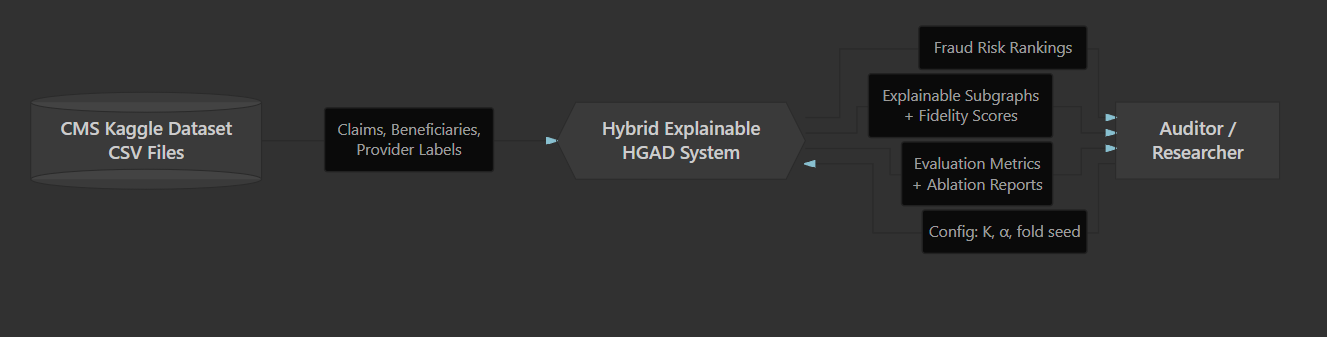 CMS Kaggle Dataset
CSV Files
Claims, Beneficiaries,
Provider Labels
Hybrid Explainable
HGAD System
Fraud Risk Rankings
Explainable Subgraphs
+ Fidelity Scores
Evaluation Metrics
+ Ablation Reports
Config: K, α, fold seed
Auditor /
Researcher